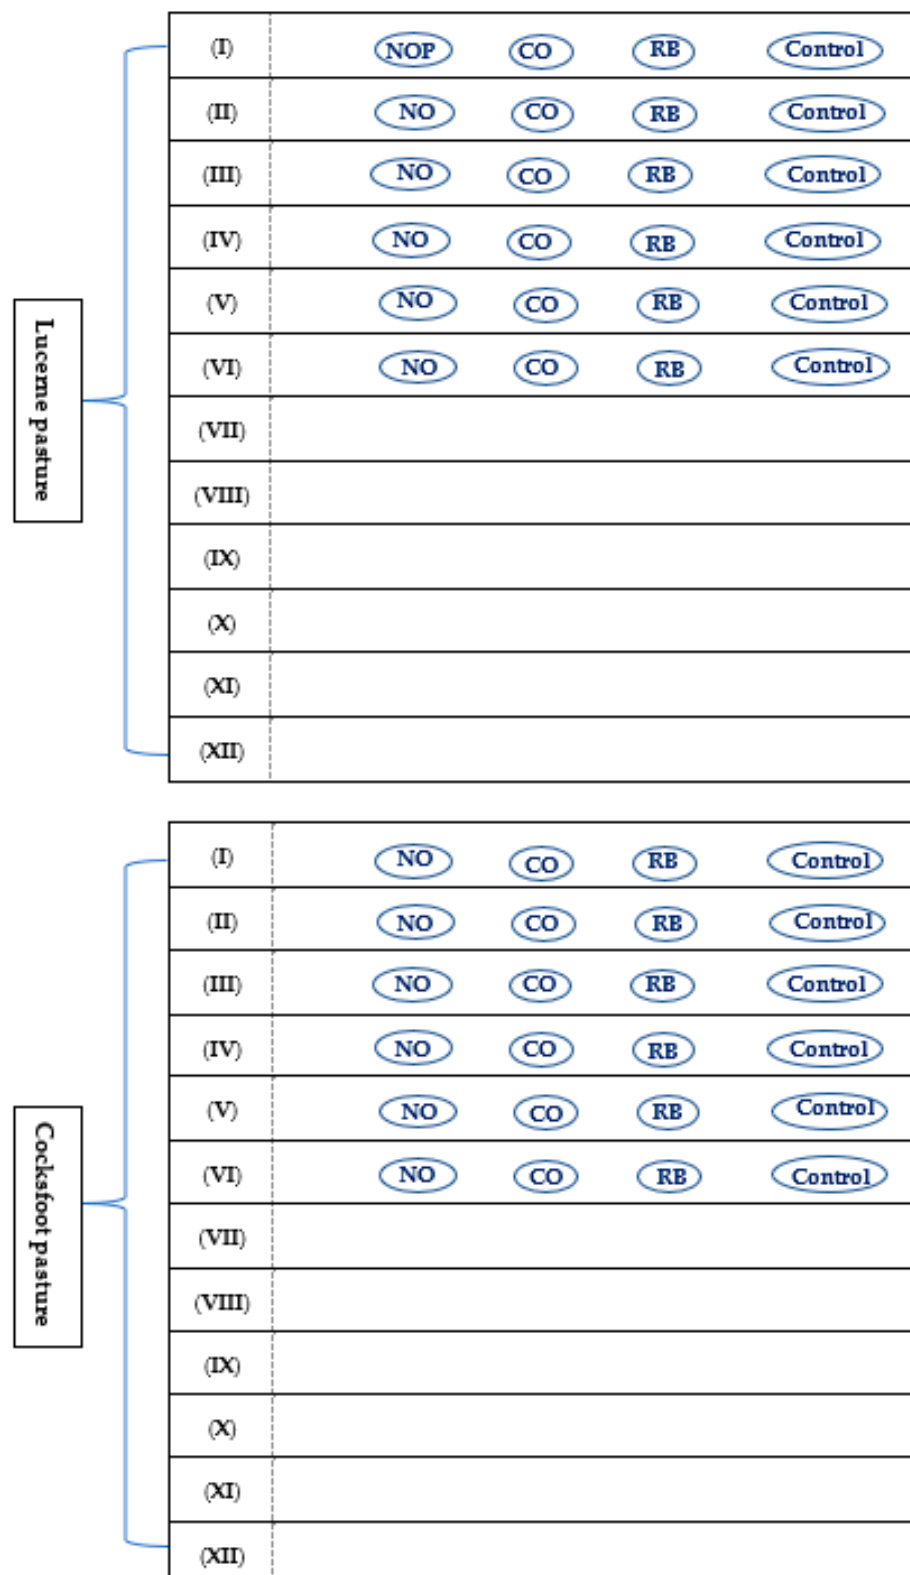 Lucerne pasture
(I) NOP CO RB Control
(II) NO CO RB Control
(III) NO CO RB Control
(IV) NO CO RB Control
(V) NO CO RB Control
(VI) NO CO RB Control
(VII)
(VIII)
(IX)
(X)
(XI)
(XII)
Cocksfoot pasture
(I) NO CO RB Control
(II) NO CO RB Control
(III) NO CO RB Control
(IV) NO CO RB Control
(V) NO CO RB Control
(VI) NO CO RB Control
(VII)
(VIII)
(IX)
(X)
(XI)
(XII)